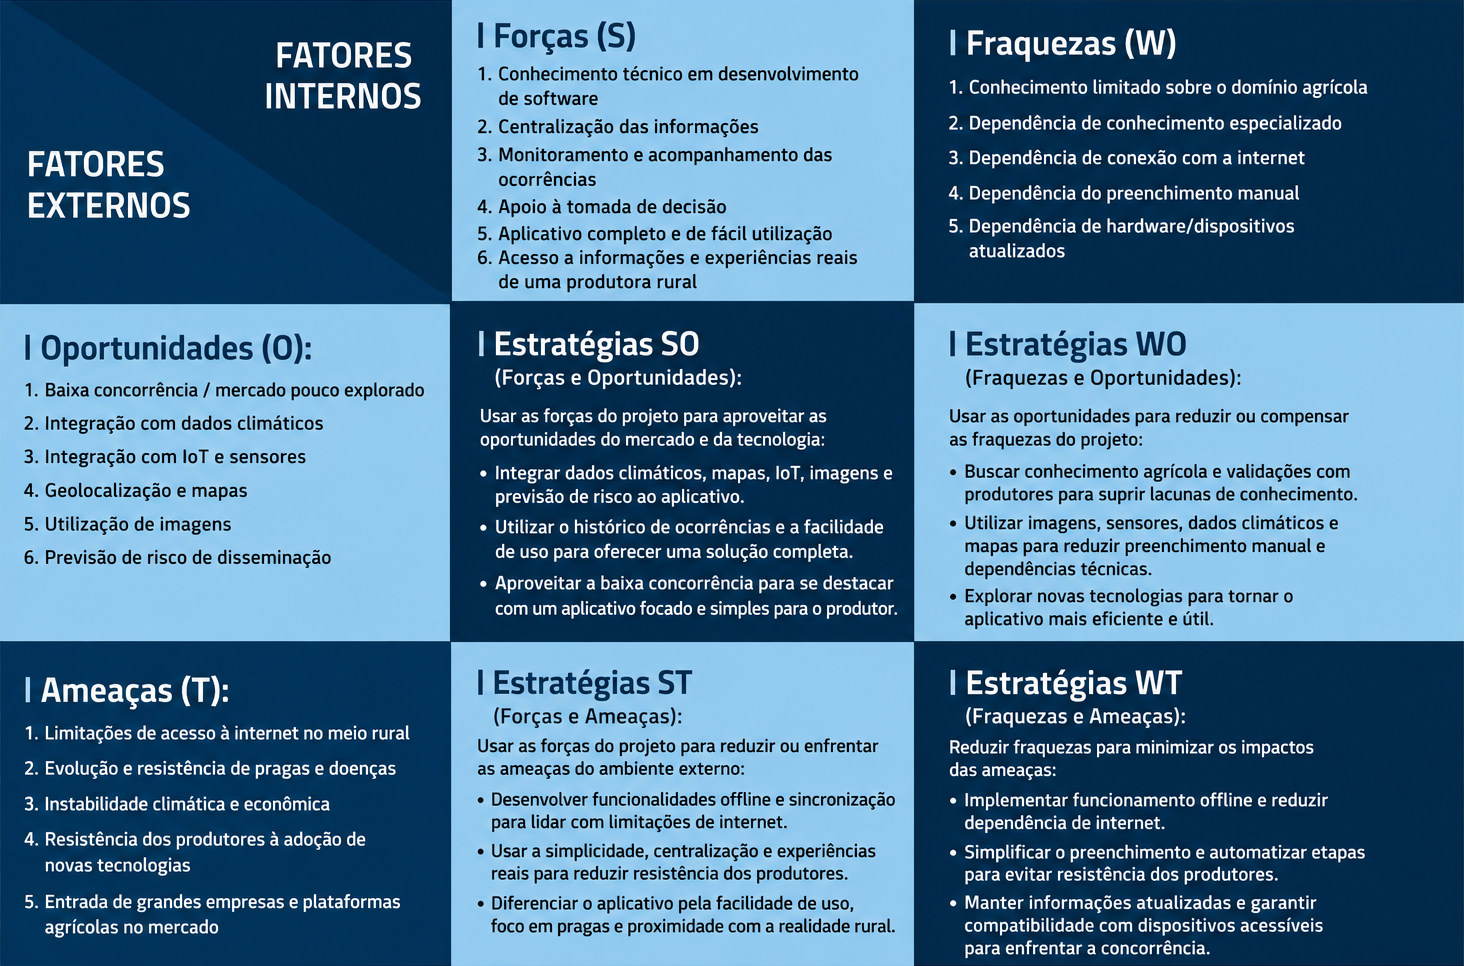 FATORES
INTERNOS
FATORES
EXTERNOS
Forças (S)
1. Conhecimento técnico em desenvolvimento
de software
2. Centralização das informações
3. Monitoramento e acompanhamento das
ocorrências
4. Apoio à tomada de decisão
5. Aplicativo completo e de fácil utilização
6. Acesso a informações e experiências reais
de uma produtora rural
Fraquezas (W)
1. Conhecimento limitado sobre o domínio agrícola
2. Dependência de conhecimento especializado
3. Dependência de conexão com a internet
4. Dependência do preenchimento manual
5. Dependência de hardware/dispositivos
atualizados
Oportunidades (O):
1. Baixa concorrência / mercado pouco explorado
2. Integração com dados climáticos
3. Integração com IoT e sensores
4. Geolocalização e mapas
5. Utilização de imagens
6. Previsão de risco de disseminação
Estratégias SO
(Forças e Oportunidades):
Usar as forças do projeto para aproveitar as
oportunidades do mercado e da tecnologia:
• Integrar dados climáticos, mapas, IoT, imagens e
previsão de risco ao aplicativo.
• Utilizar o histórico de ocorrências e a facilidade
de uso para oferecer uma solução completa.
• Aproveitar a baixa concorrência para se destacar
com um aplicativo focado e simples para o produtor.
Estratégias WO
(Fraquezas e Oportunidades):
Usar as oportunidades para reduzir ou compensar
as fraquezas do projeto:
• Buscar conhecimento agrícola e validações com
produtores para suprir lacunas de conhecimento.
• Utilizar imagens, sensores, dados climáticos e
mapas para reduzir preenchimento manual e
dependências técnicas.
• Explorar novas tecnologias para tornar o
aplicativo mais eficiente e útil.
Ameaças (T):
1. Limitações de acesso à internet no meio rural
2. Evolução e resistência de pragas e doenças
3. Instabilidade climática e econômica
4. Resistência dos produtores à adoção de
novas tecnologias
5. Entrada de grandes empresas e plataformas
agrícolas no mercado
Estratégias ST
(Forças e Ameaças):
Usar as forças do projeto para reduzir ou enfrentar
as ameaças do ambiente externo:
• Desenvolver funcionalidades offline e sincronização
para lidar com limitações de internet.
• Usar a simplicidade, centralização e experiências
reais para reduzir resistência dos produtores.
• Diferenciar o aplicativo pela facilidade de uso,
foco em pragas e proximidade com a realidade rural.
Estratégias WT
(Fraquezas e Ameaças):
Reduzir fraquezas para minimizar os impactos
das ameaças:
• Implementar funcionamento offline e reduzir
dependência de internet.
• Simplificar o preenchimento e automatizar etapas
para evitar resistência dos produtores.
• Manter informações atualizadas e garantir
compatibilidade com dispositivos acessíveis
para enfrentar a concorrência.